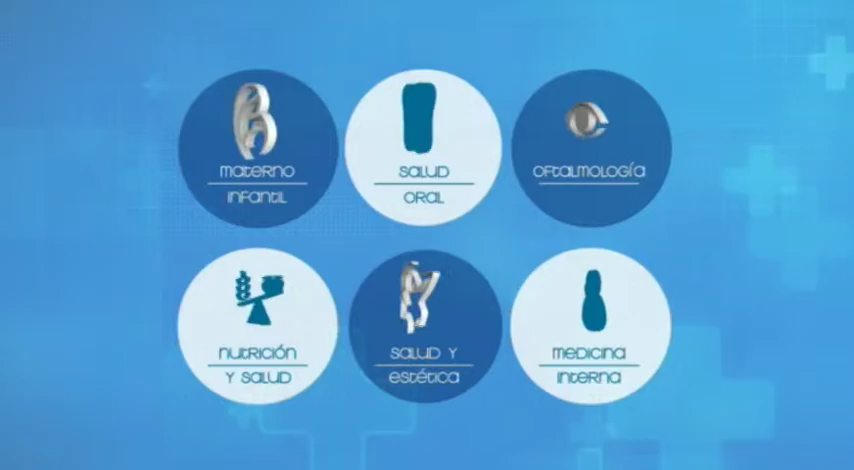 materno
infantil
salud
oral
oftalmología
nutrición
y salud
salud y
estética
medicina
interna